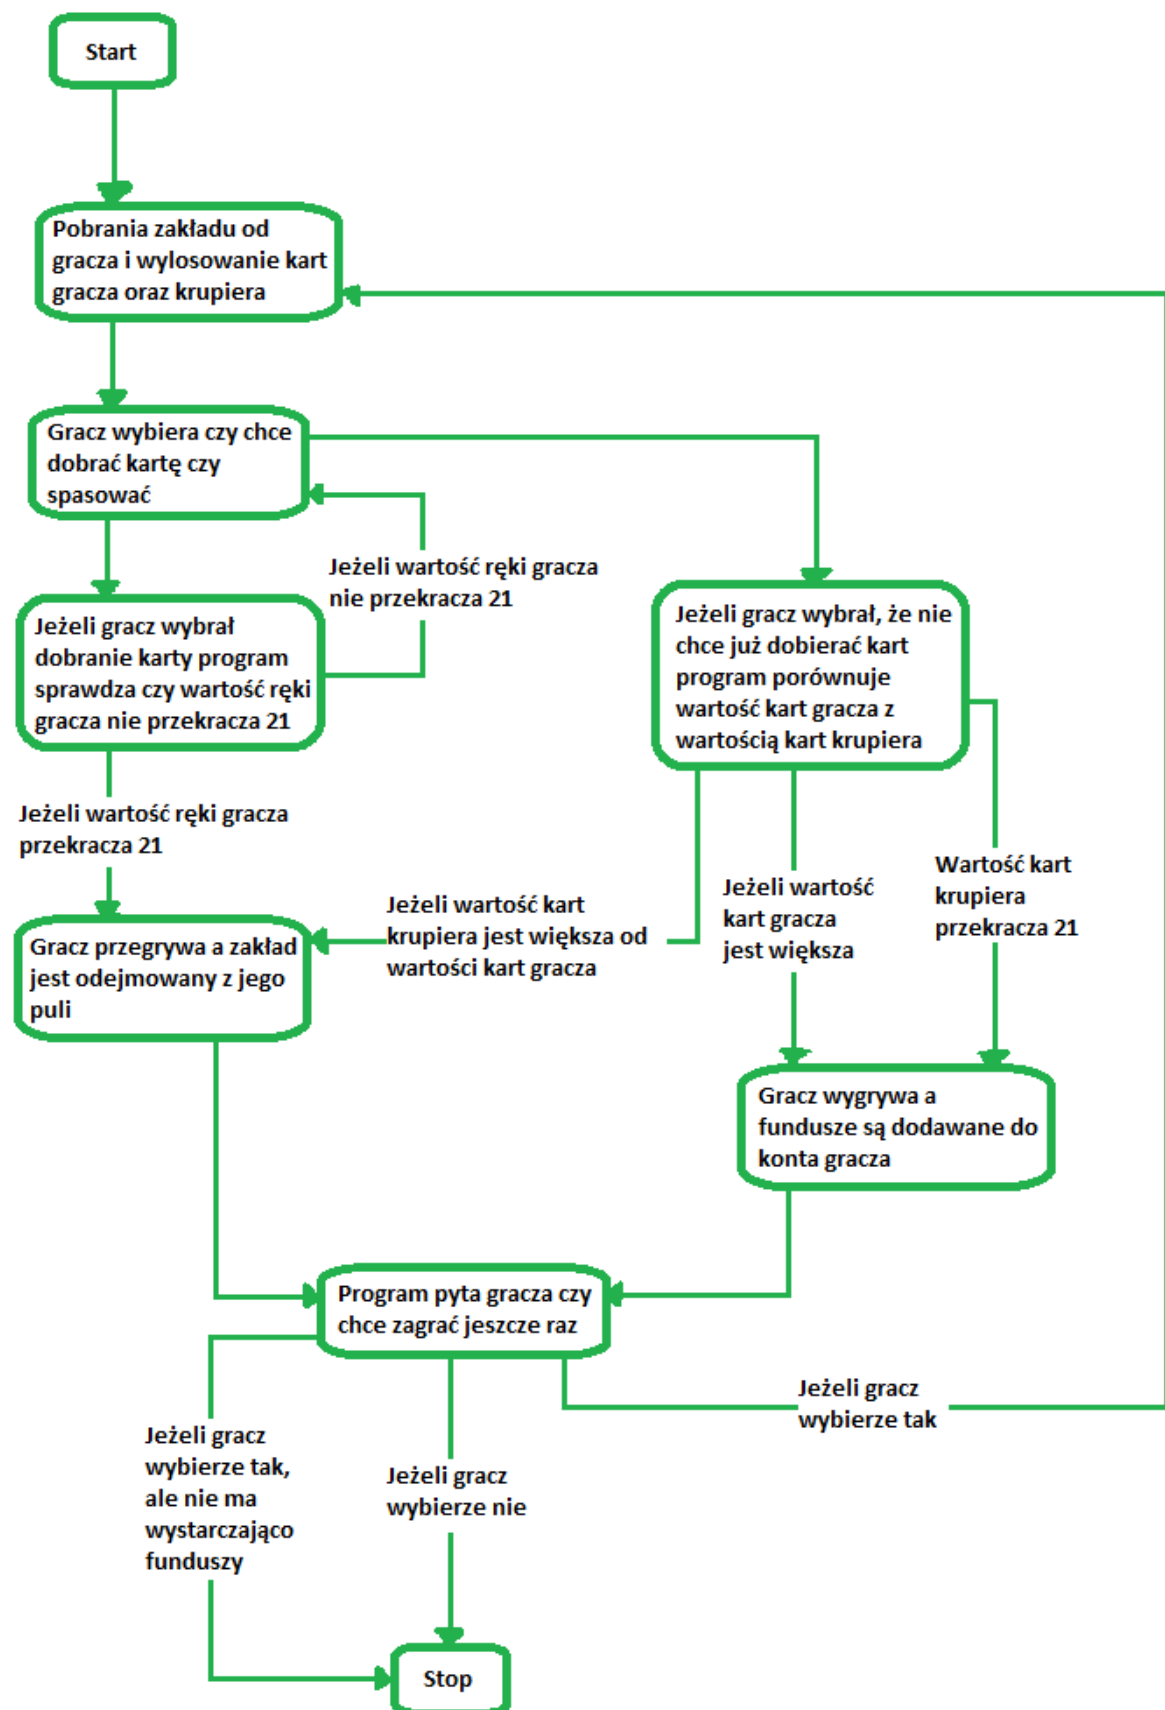 Start
Pobrania zakładu od
gracza i wylosowanie kart
gracza oraz krupiera
Gracz wybiera czy chce
dobrać kartę czy
spasować
Jeżeli wartość ręki gracza
nie przekracza 21
Jeżeli gracz wybrał
dobranie karty program
sprawdza czy wartość ręki
gracza nie przekracza 21
Jeżeli gracz wybrał, że nie
chce już dobierać kart
program porównuje
wartość kart gracza z
wartością kart krupiera
Jeżeli wartość ręki gracza
przekracza 21
Jeżeli wartość kart
krupiera jest większa od
wartości kart gracza
Jeżeli wartość
kart gracza
jest większa
Wartość kart
krupiera
przekracza 21
Gracz przegrywa a zakład
jest odejmowany z jego
puli
Gracz wygrywa a
fundusze są dodawane do
konta gracza
Program pyta gracza czy
chce zagrać jeszcze raz
Jeżeli gracz
wybierze tak
Jeżeli gracz
wybierze tak,
ale nie ma
wystarczająco
funduszy
Jeżeli gracz
wybierze nie
Stop